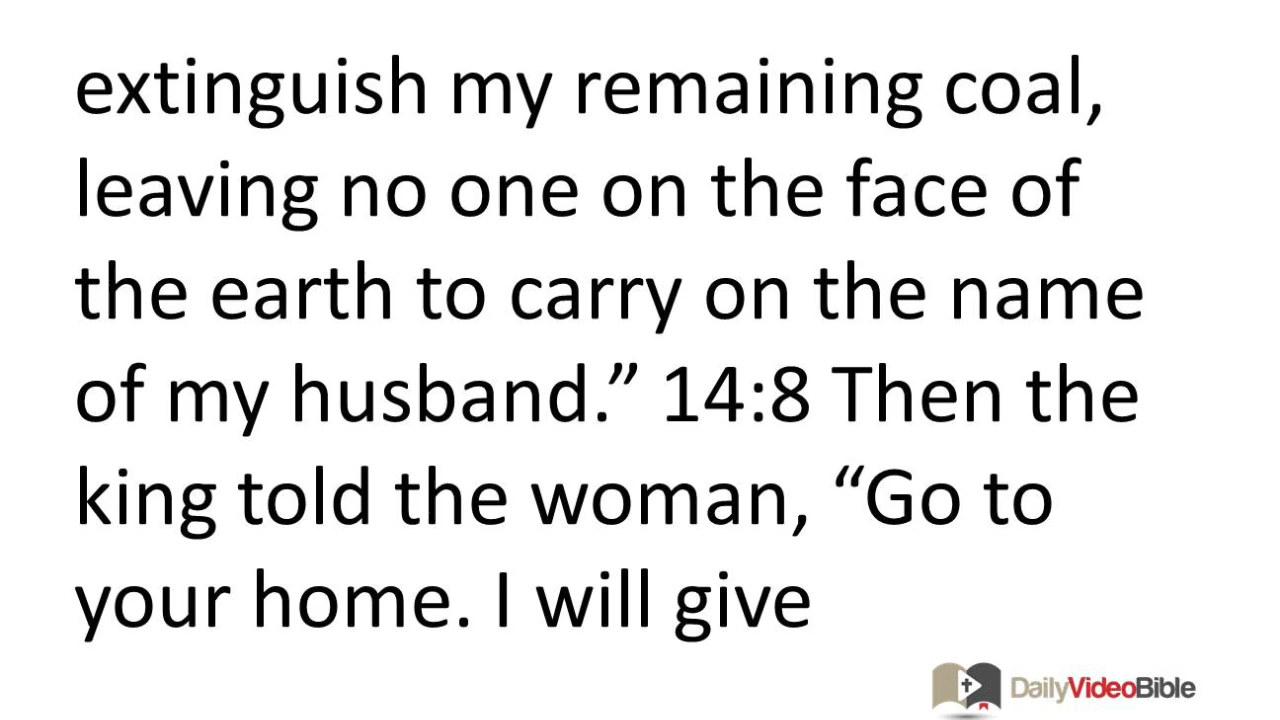 extinguish my remaining coal,
leaving no one on the face of
the earth to carry on the name
of my husband.” 14:8 Then the
king told the woman, “Go to
your home. I will give
DailyVideoBible